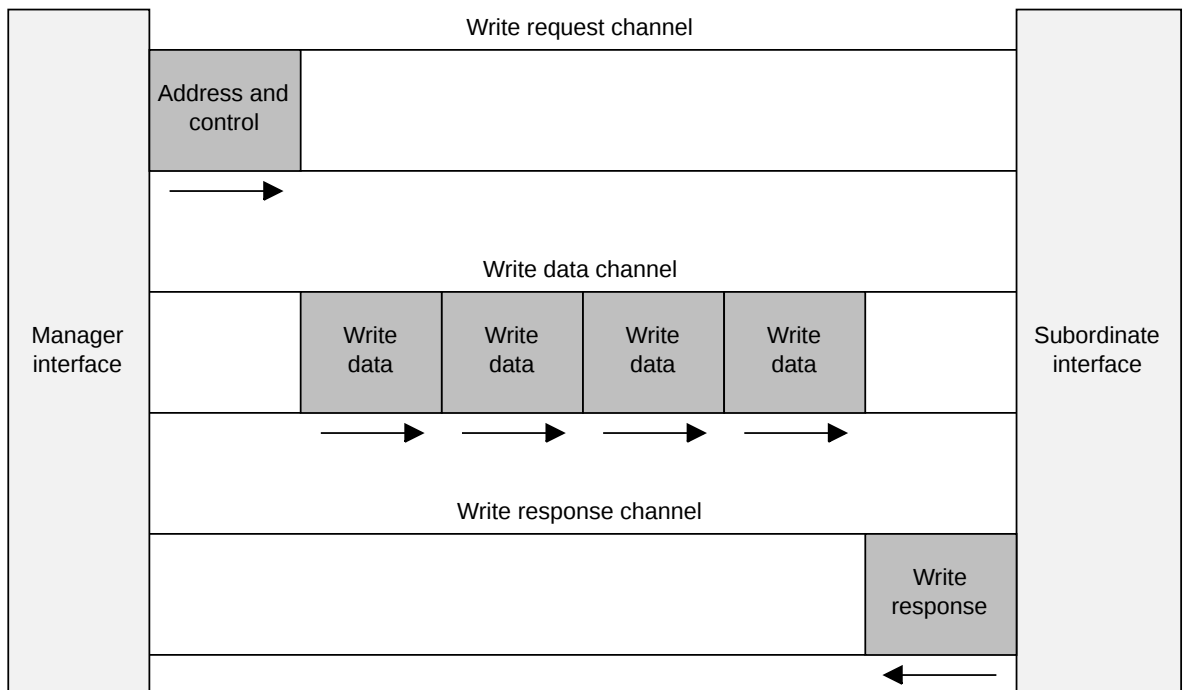 Write request channel
Address and
control
Write data channel
Manager
interface
Write
data
Write
data
Write
data
Write
data
Subordinate
interface
Write response channel
Write
response